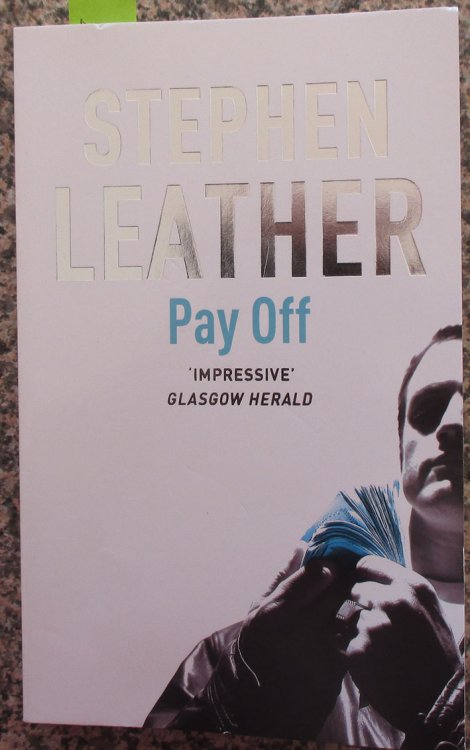 STEPHEN
LEATHER
Pay Off
‘IMPRESSIVE’
GLASGOW HERALD